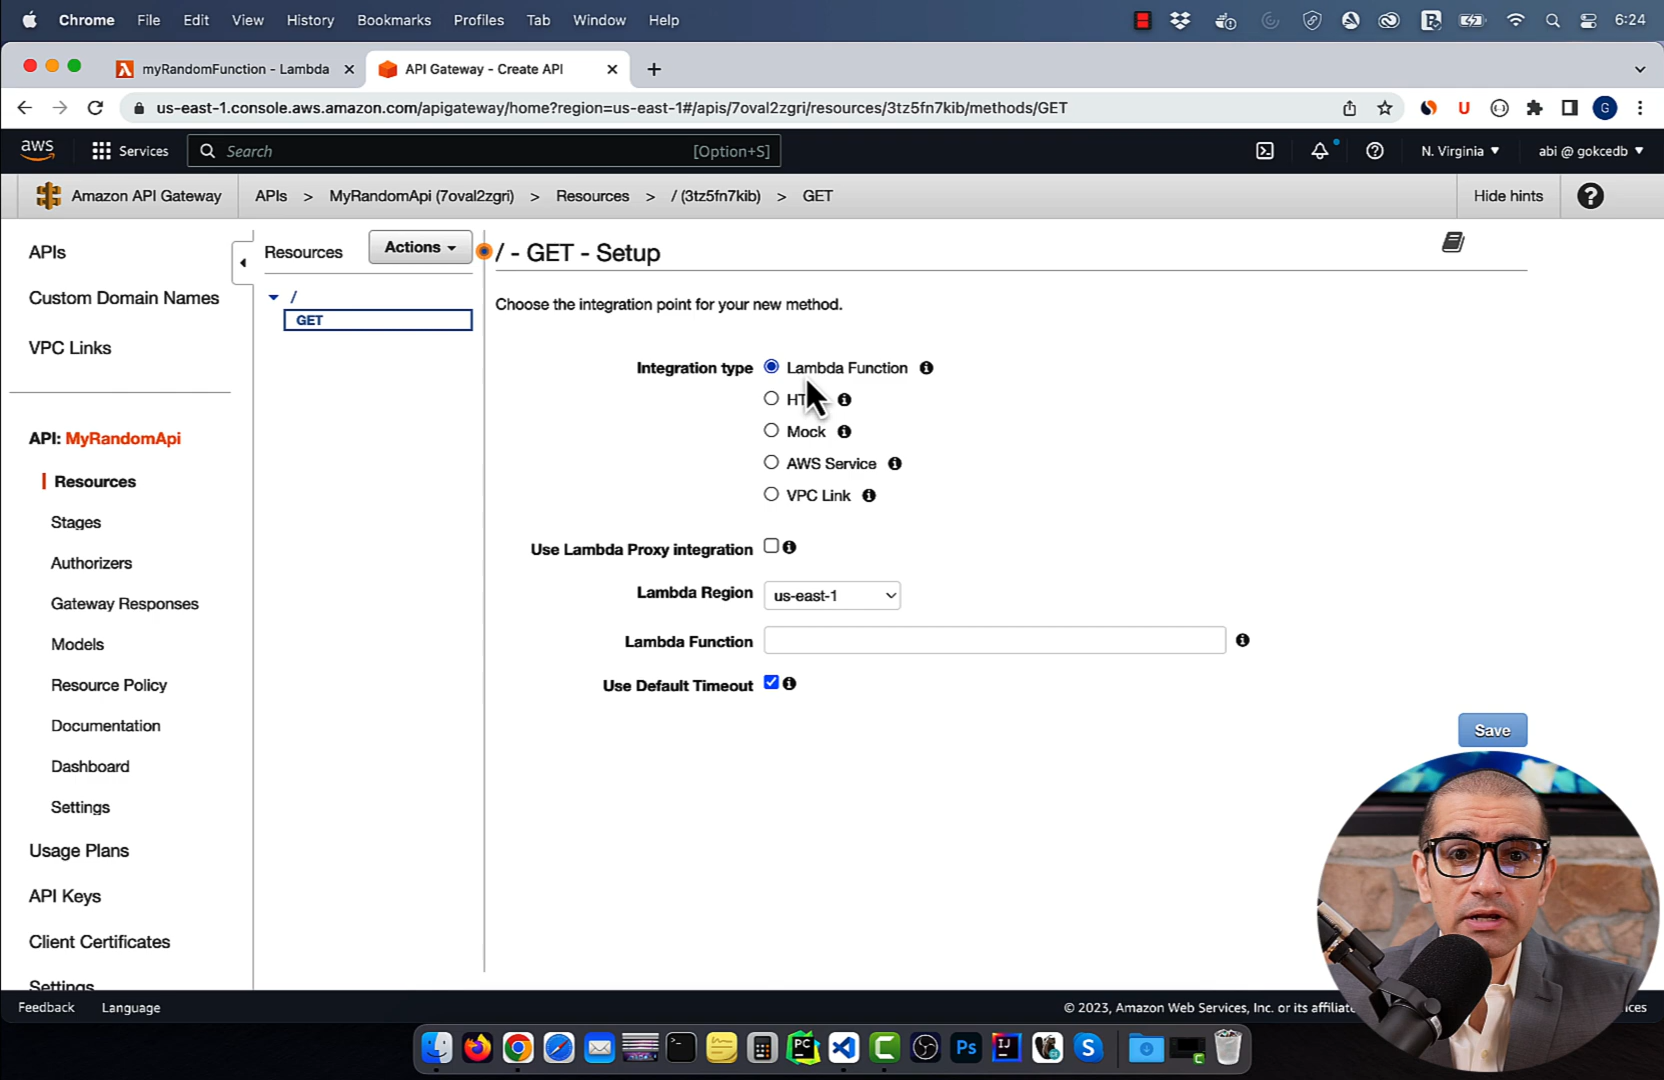 Chrome File Edit View History Bookmarks Profiles Tab Window Help 6:24
myRandomFunction - Lambda API Gateway - Create API
us-east-1.console.aws.amazon.com/apigateway/home?region=us-east-1#/apis/7oval2zgri/resources/3tz5fn7kib/methods/GET G
aws Services Search [Option+S] N. Virginia abi @ gokcedb
Amazon API Gateway APIs > MyRandomApi (7oval2zgri) > Resources > / (3tz5fn7kib) > GET Hide hints ?
APIs
Custom Domain Names
VPC Links
API: MyRandomApi
Resources
Stages
Authorizers
Gateway Responses
Models
Resource Policy
Documentation
Dashboard
Settings
Usage Plans
API Keys
Client Certificates
Settings
Resources Actions
/
GET
/ - GET - Setup
Choose the integration point for your new method.
Integration type Lambda Function
Mock
AWS Service
VPC Link
Use Lambda Proxy integration
Lambda Region us-east-1
Lambda Function
Use Default Timeout
Save
Feedback Language © 2023, Amazon Web Services, Inc. or its
PC C Ps IJ S